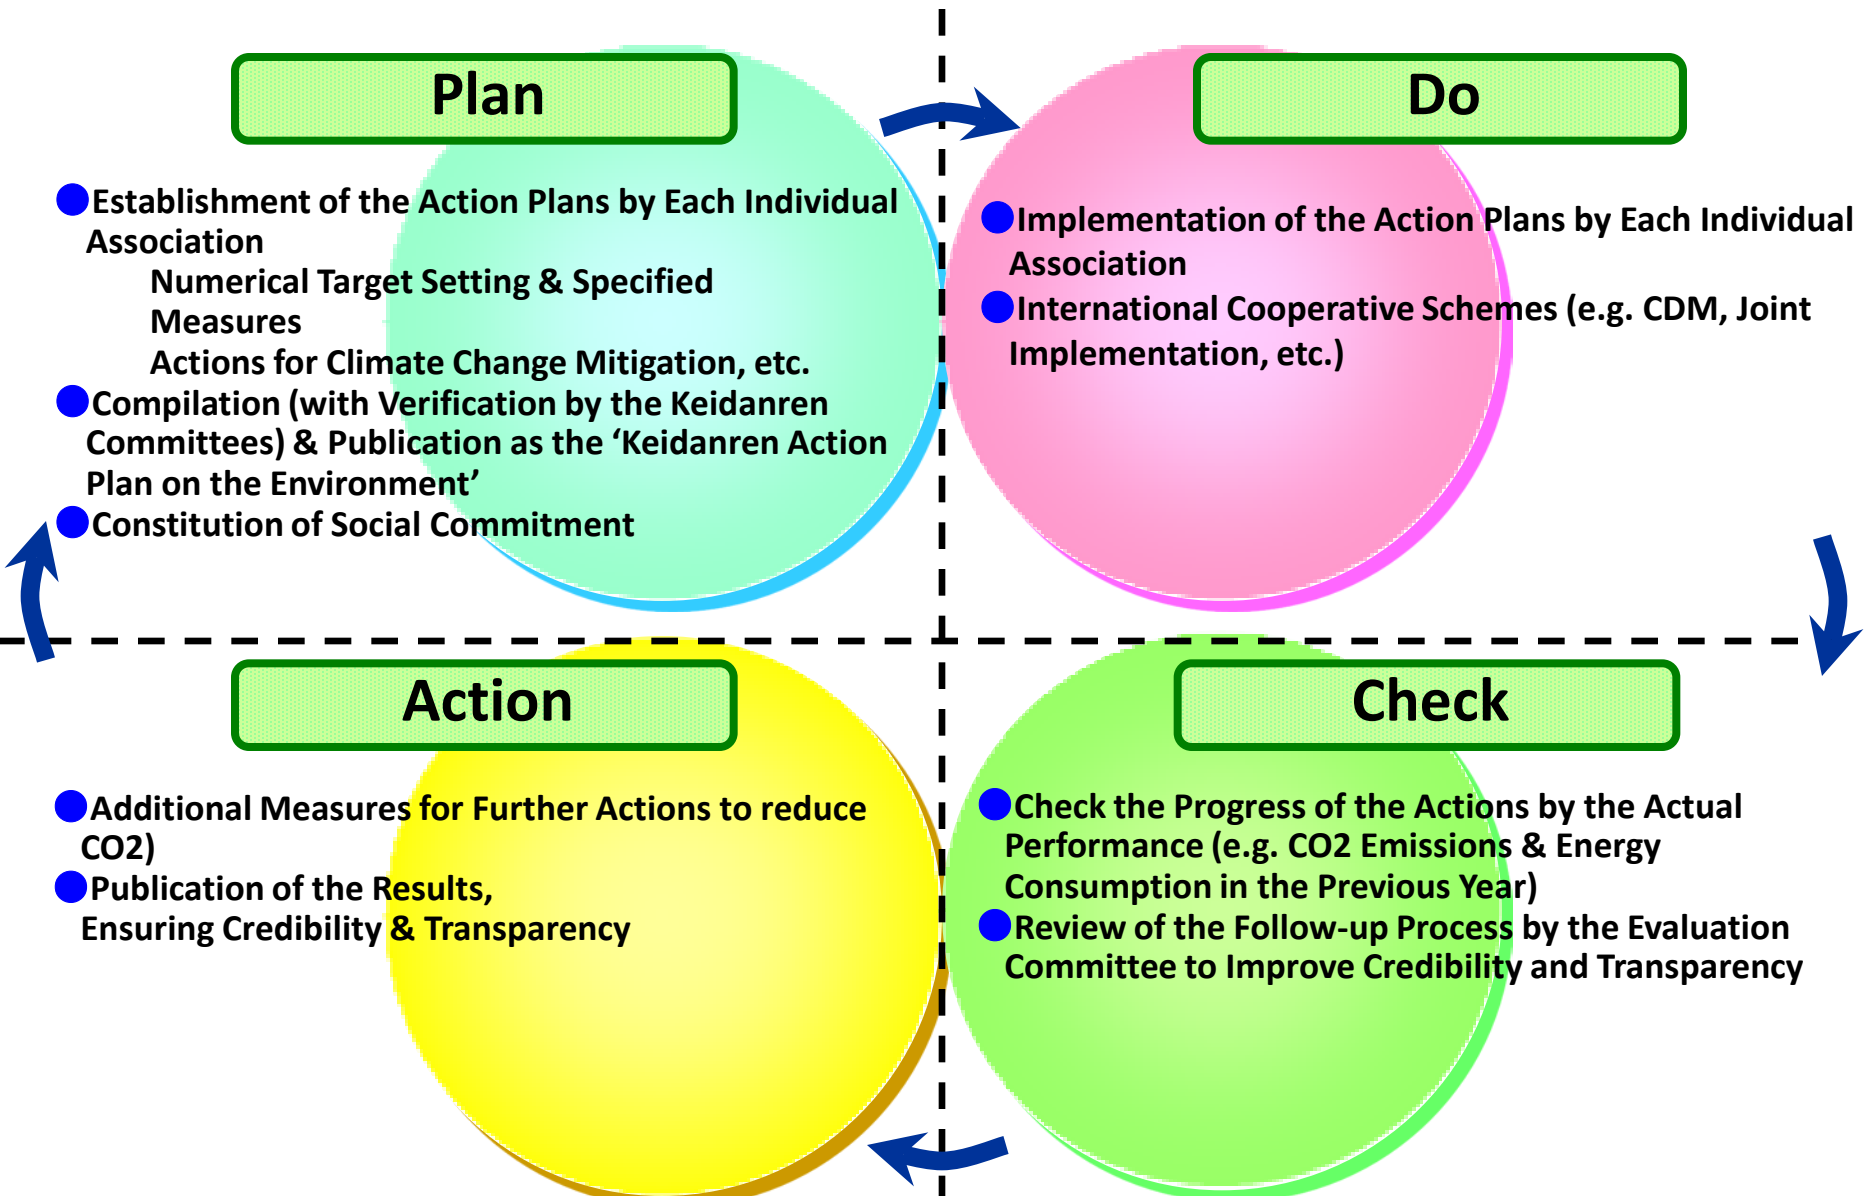 Plan
●Establishment of the Action Plans by Each Individual
Association
Numerical Target Setting & Specified
Measures
Actions for Climate Change Mitigation, etc.
●Compilation (with Verification by the Keidanren
Committees) & Publication as the ‘Keidanren Action
Plan on the Environment’
●Constitution of Social Commitment
Do
●Implementation of the Action Plans by Each Individual
Association
●International Cooperative Schemes (e.g. CDM, Joint
Implementation, etc.)
Action
●Additional Measures for Further Actions to reduce
CO2)
●Publication of the Results,
Ensuring Credibility & Transparency
Check
●Check the Progress of the Actions by the Actual
Performance (e.g. CO2 Emissions & Energy
Consumption in the Previous Year)
●Review of the Follow-up Process by the Evaluation
Committee to Improve Credibility and Transparency